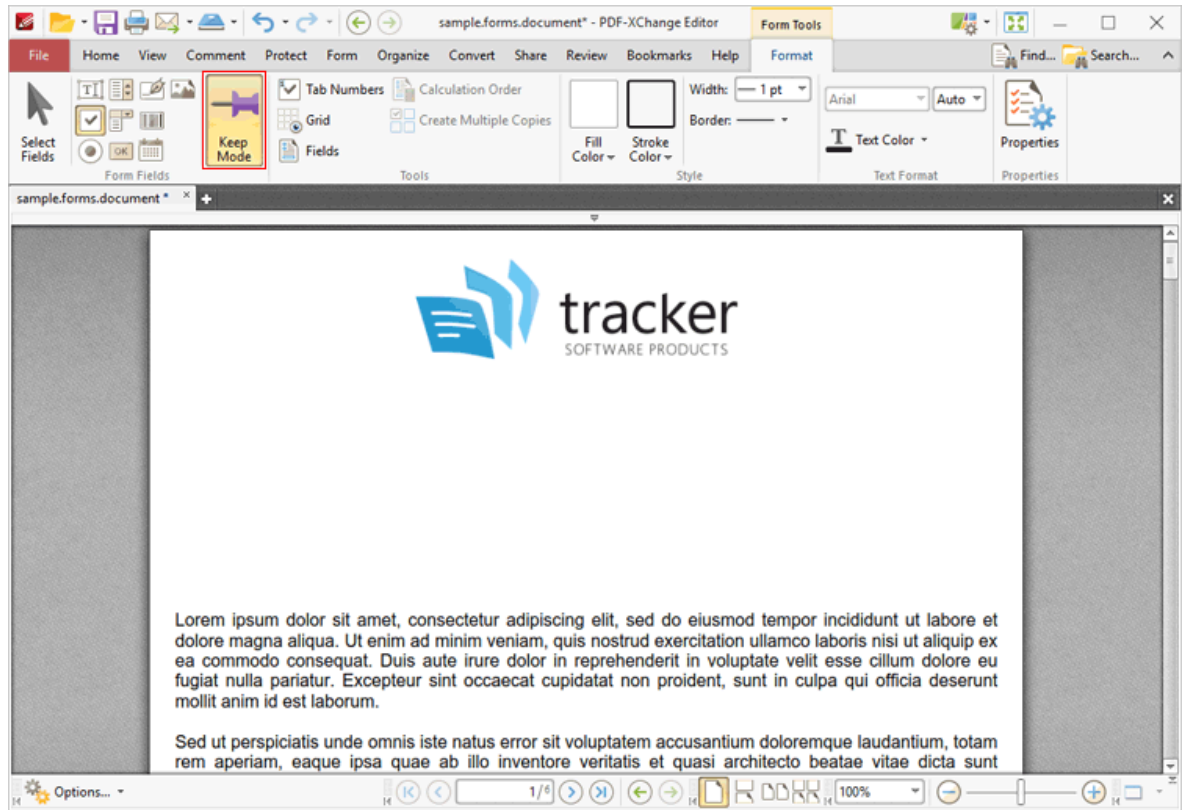 sample.forms.document* - PDF-XChange Editor
Form Tools
File Home View Comment Protect Form Organize Convert Share Review Bookmarks Help Format Find... Search...
Select Fields
T
OK
Form Fields
Keep Mode
Tab Numbers
Grid
Fields
Calculation Order
Create Multiple Copies
Tools
Fill Color
Stroke Color
Width: 1 pt
Border:
Style
Arial Auto
T Text Color
Text Format
Properties
Properties
sample.forms.document *
tracker
SOFTWARE PRODUCTS
Lorem ipsum dolor sit amet, consectetur adipiscing elit, sed do eiusmod tempor incididunt ut labore et
dolore magna aliqua. Ut enim ad minim veniam, quis nostrud exercitation ullamco laboris nisi ut aliquip ex
ea commodo consequat. Duis aute irure dolor in reprehenderit in voluptate velit esse cillum dolore eu
fugiat nulla pariatur. Excepteur sint occaecat cupidatat non proident, sunt in culpa qui officia deserunt
mollit anim id est laborum.
Sed ut perspiciatis unde omnis iste natus error sit voluptatem accusantium doloremque laudantium, totam
rem aperiam, eaque ipsa quae ab illo inventore veritatis et quasi architecto beatae vitae dicta sunt
Options... 1/6 100%